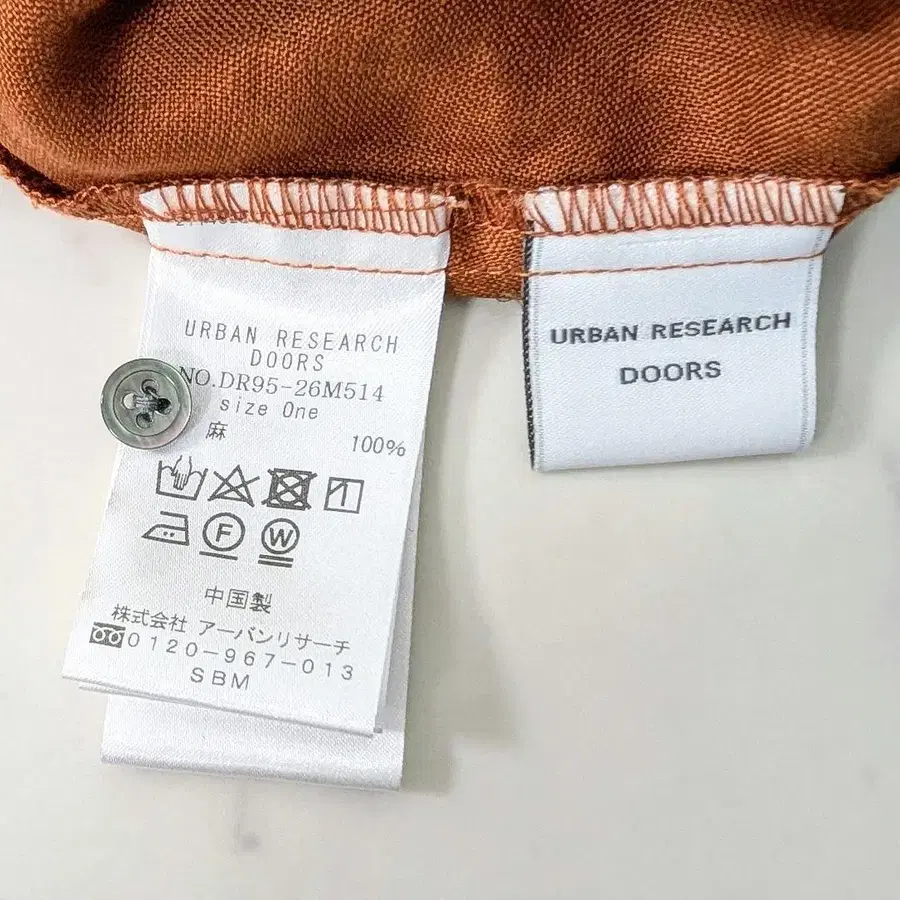 URBAN RESEARCH
DOORS
NO.DR95-26M514
size One
麻 100%
F W
中国製
株式会社 アーバンリサーチ
0120-967-013
SBM
URBAN RESEARCH
DOORS